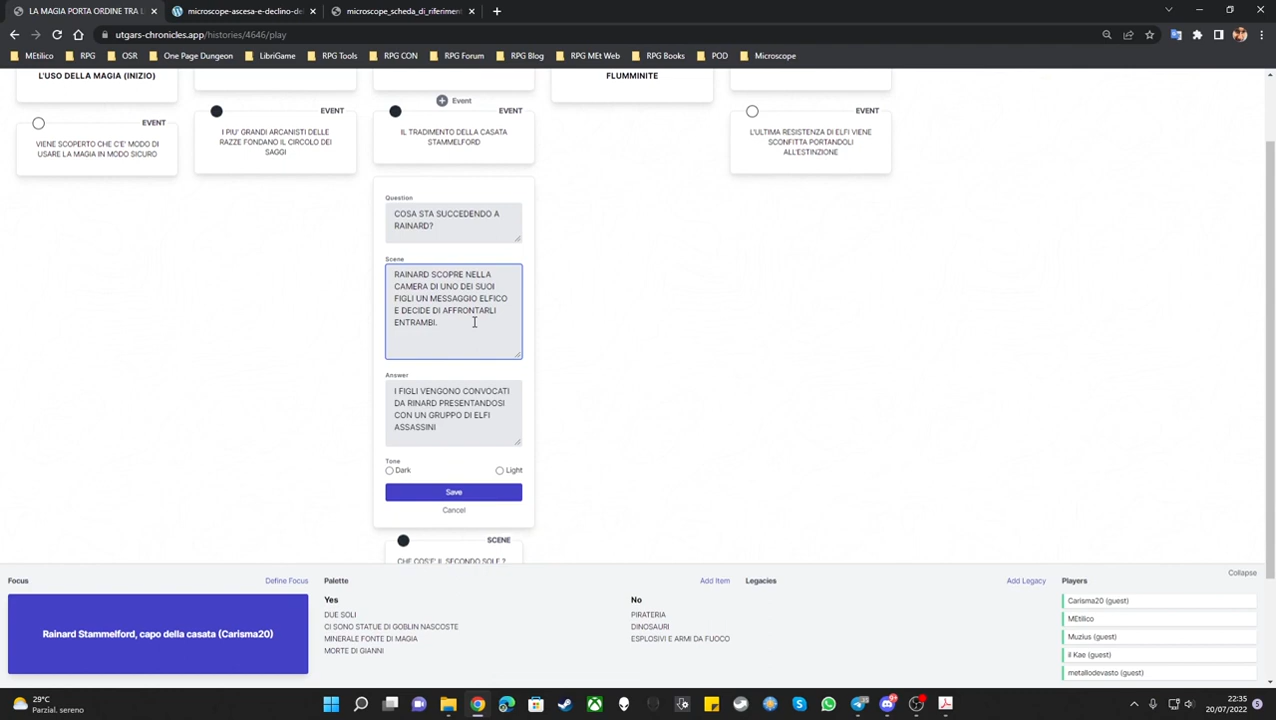 LA MAGIA PORTA ORDINE TRA L
microscope-ascesa-e-declino-de
microscope_scheda_di_riferimen
utgars-chronicles.app/histories/4646/play
MEtilico
RPG
OSR
One Page Dungeon
LibriGame
RPG Tools
RPG CON
RPG Forum
RPG Blog
RPG MEt Web
RPG Books
POD
Microscope
L'USO DELLA MAGIA (INIZIO)
FLUMMINITE
Event
EVENT
VIENE SCOPERTO CHE C'E' MODO DI
USARE LA MAGIA IN MODO SICURO
EVENT
I PIU' GRANDI ARCANISTI DELLE
RAZZE FONDANO IL CIRCOLO DEI
SAGGI
EVENT
IL TRADIMENTO DELLA CASATA
STAMMELFORD
EVENT
L'ULTIMA RESISTENZA DI ELFI VIENE
SCONFITTA PORTANDOLI
ALL'ESTINZIONE
Question
COSA STA SUCCEDENDO A
RAINARD?
Scene
RAINARD SCOPRE NELLA
CAMERA DI UNO DEI SUOI
FIGLI UN MESSAGGIO ELFICO
E DECIDE DI AFFRONTARLI
ENTRAMBI.
Answer
I FIGLI VENGONO CONVOCATI
DA RINARD PRESENTANDOSI
CON UN GRUPPO DI ELFI
ASSASSINI
Tone
Dark
Light
Save
Cancel
SCENE
CHE COS'E' IL SECONDO SOLE ?
Collapse
Focus
Define Focus
Rainard Stammelford, capo della casata (Carisma20)
Palette
Add Item
Yes
DUE SOLI
CI SONO STATUE DI GOBLIN NASCOSTE
MINERALE FONTE DI MAGIA
MORTE DI GIANNI
No
PIRATERIA
DINOSAURI
ESPLOSIVI E ARMI DA FUOCO
Legacies
Add Legacy
Players
Carisma20 (guest)
MEtilico
Muzius (guest)
Il Kae (guest)
metallodevasto (guest)
29°C
Parzial. sereno
22:35
20/07/2022